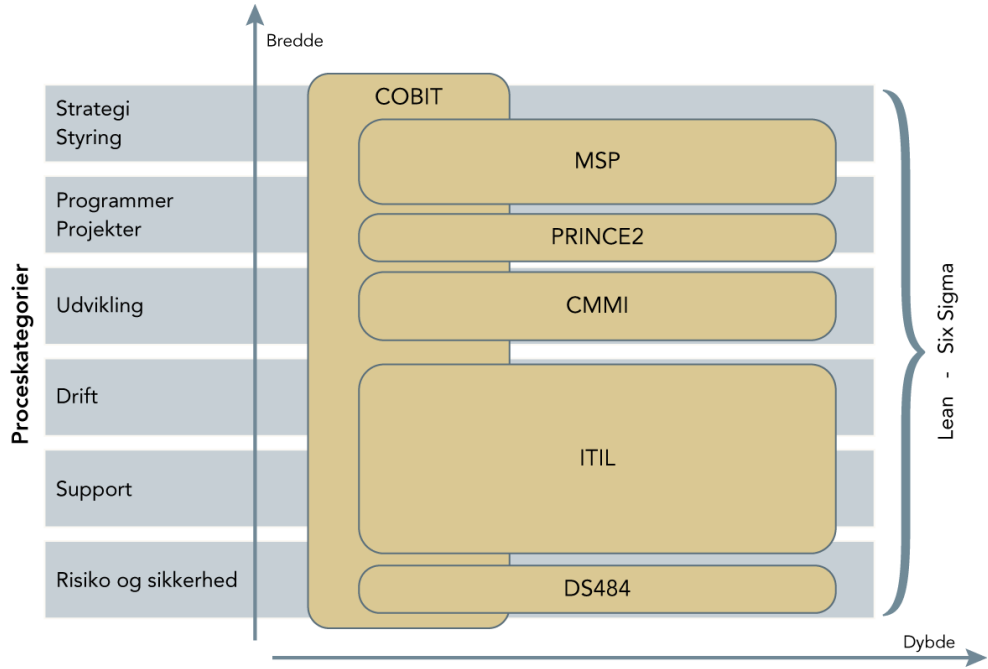 Bredde
COBIT
Strategi
Styring
MSP
Programmer
Projekter
PRINCE2
Udvikling
CMMI
Drift
ITIL
Support
Risiko og sikkerhed
DS484
Dybde
Proceskategorier
Lean - Six Sigma